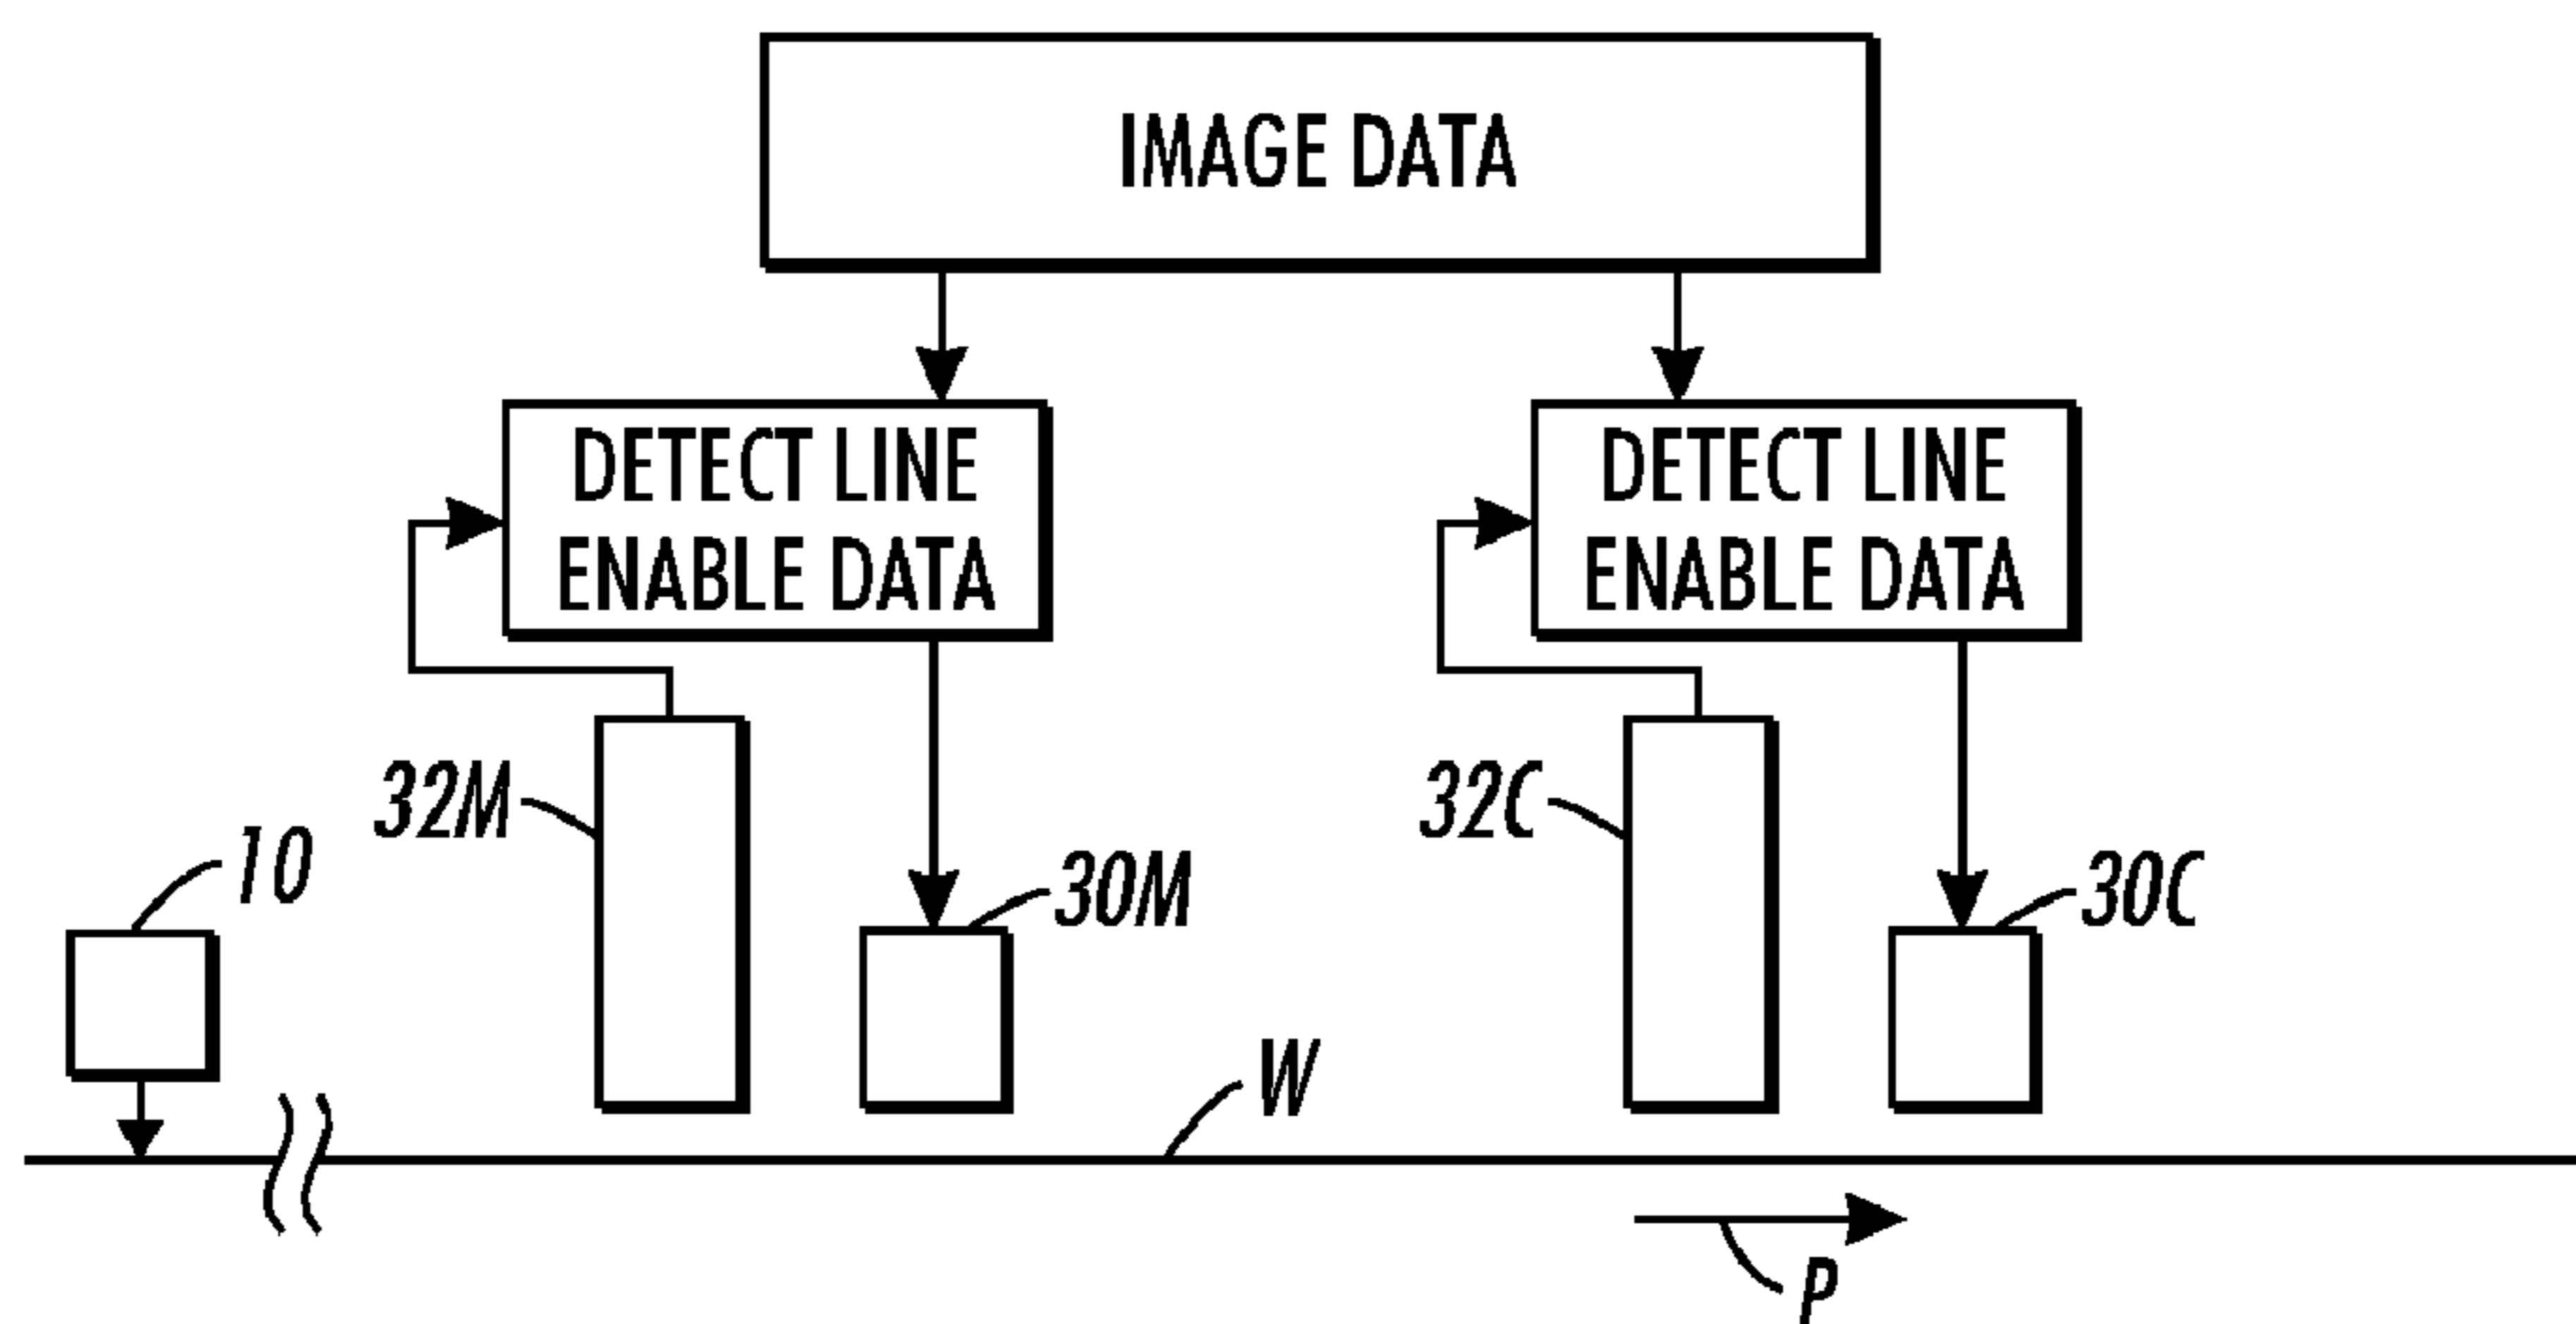 IMAGE DATA
DETECT LINE
ENABLE DATA
DETECT LINE
ENABLE DATA
32M
32C
10
30M
30C
W
P